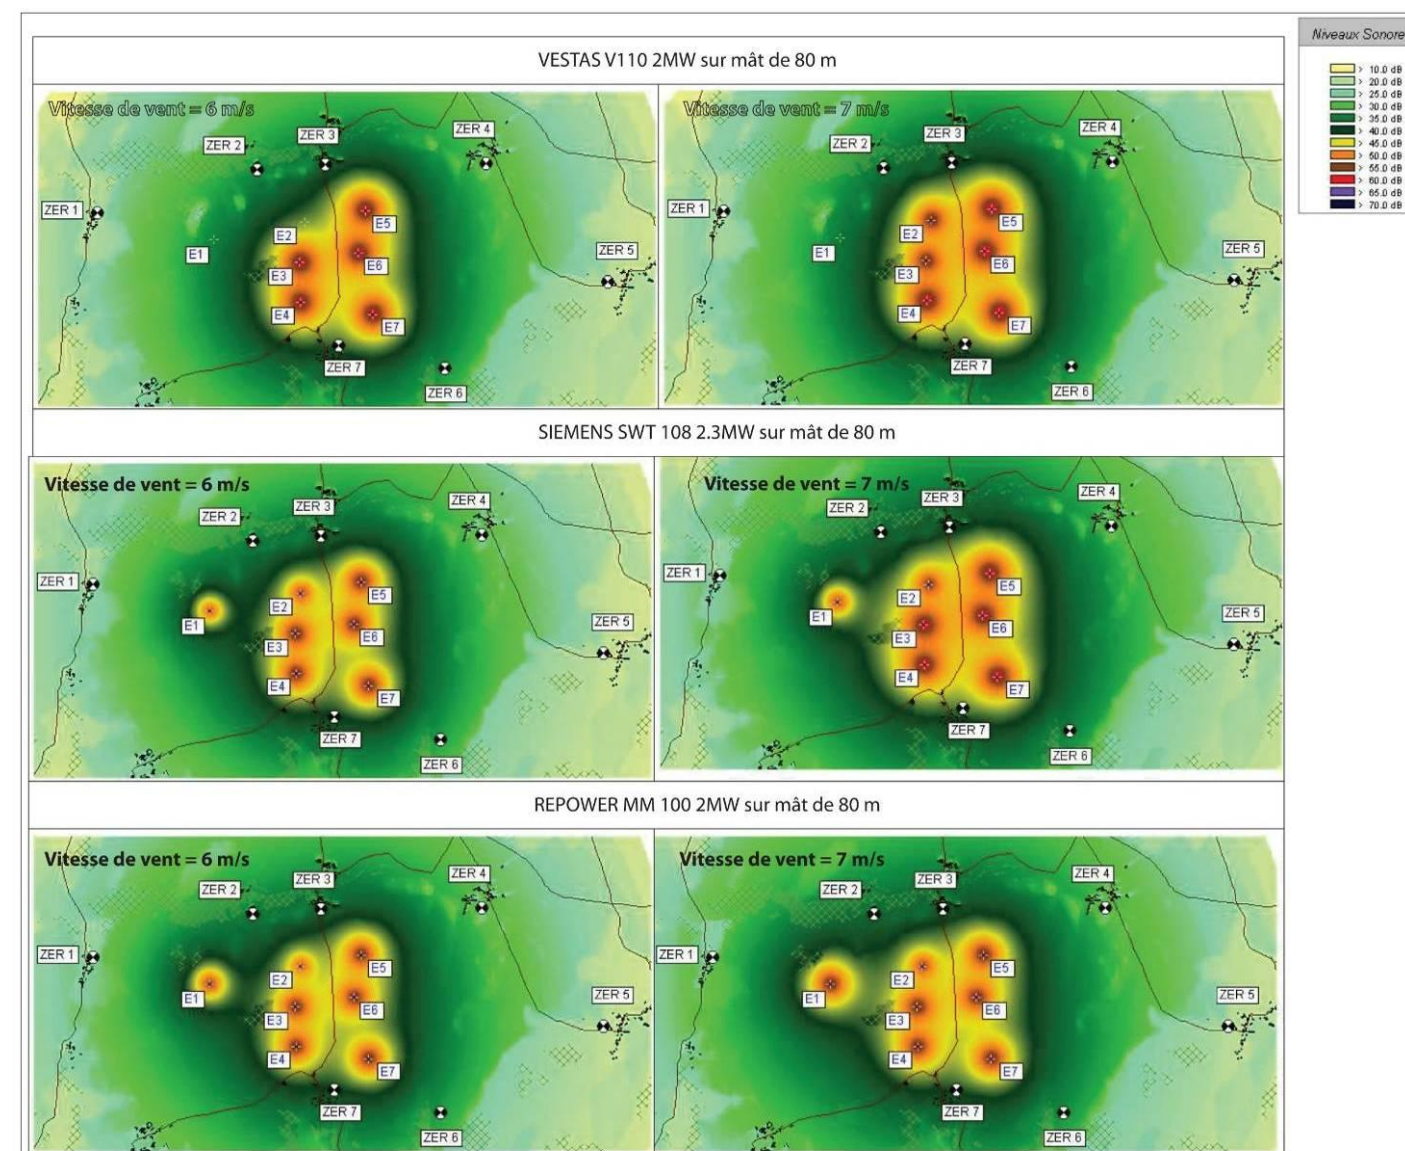 Niveaux Sonore
> 10.0 dB
> 20.0 dB
> 25.0 dB
> 30.0 dB
> 35.0 dB
> 40.0 dB
> 45.0 dB
> 50.0 dB
> 55.0 dB
> 60.0 dB
> 65.0 dB
> 70.0 dB
VESTAS V110 2MW sur mât de 80 m
Vitesse de vent = 6 m/s
ZER 2
ZER 3
ZER 4
ZER 1
E5
E2
E1
ZER 5
E6
E3
E4
E7
ZER 7
ZER 6
Vitesse de vent = 7 m/s
ZER 2
ZER 3
ZER 4
ZER 1
E5
E2
E1
ZER 5
E6
E3
E4
E7
ZER 7
ZER 6
SIEMENS SWT 108 2.3MW sur mât de 80 m
Vitesse de vent = 6 m/s
ZER 2
ZER 3
ZER 4
ZER 1
E5
E2
E1
ZER 5
E6
E3
E4
E7
ZER 7
ZER 6
Vitesse de vent = 7 m/s
ZER 2
ZER 3
ZER 4
ZER 1
E5
E2
E1
ZER 5
E6
E3
E4
E7
ZER 7
ZER 6
REPOWER MM 100 2MW sur mât de 80 m
Vitesse de vent = 6 m/s
ZER 2
ZER 3
ZER 4
ZER 1
E5
E2
E1
ZER 5
E6
E3
E4
E7
ZER 7
ZER 6
Vitesse de vent = 7 m/s
ZER 2
ZER 3
ZER 4
ZER 1
E5
E2
E1
ZER 5
E6
E3
E4
E7
ZER 7
ZER 6